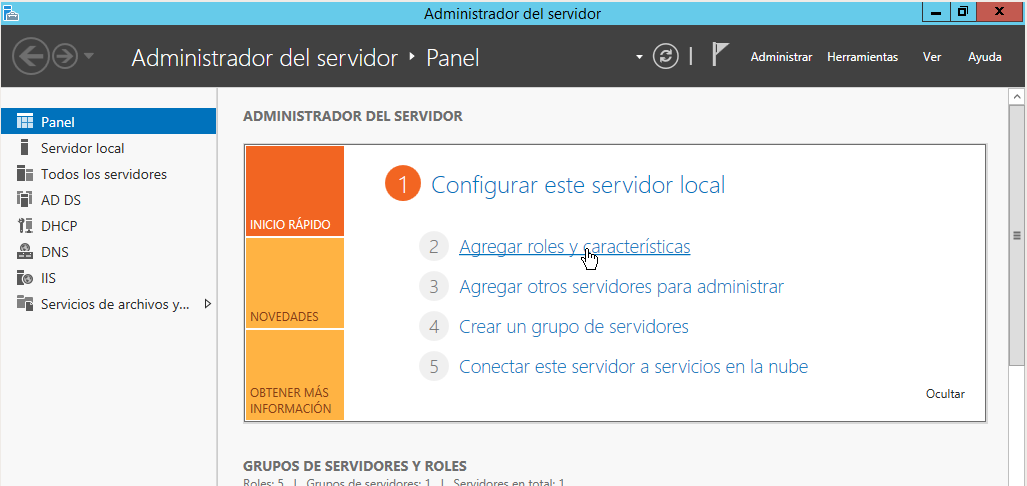 Administrador del servidor
Administrador del servidor ‣ Panel
Administrar Herramientas Ver Ayuda
Panel
Servidor local
Todos los servidores
AD DS
DHCP
DNS
IIS
Servicios de archivos y...
ADMINISTRADOR DEL SERVIDOR
INICIO RÁPIDO
NOVEDADES
OBTENER MÁS
INFORMACIÓN
1 Configurar este servidor local
2 Agregar roles y características
3 Agregar otros servidores para administrar
4 Crear un grupo de servidores
5 Conectar este servidor a servicios en la nube
Ocultar
GRUPOS DE SERVIDORES Y ROLES
Roles: 5 | Grupos de servidores: 1 | Servidores en total: 1